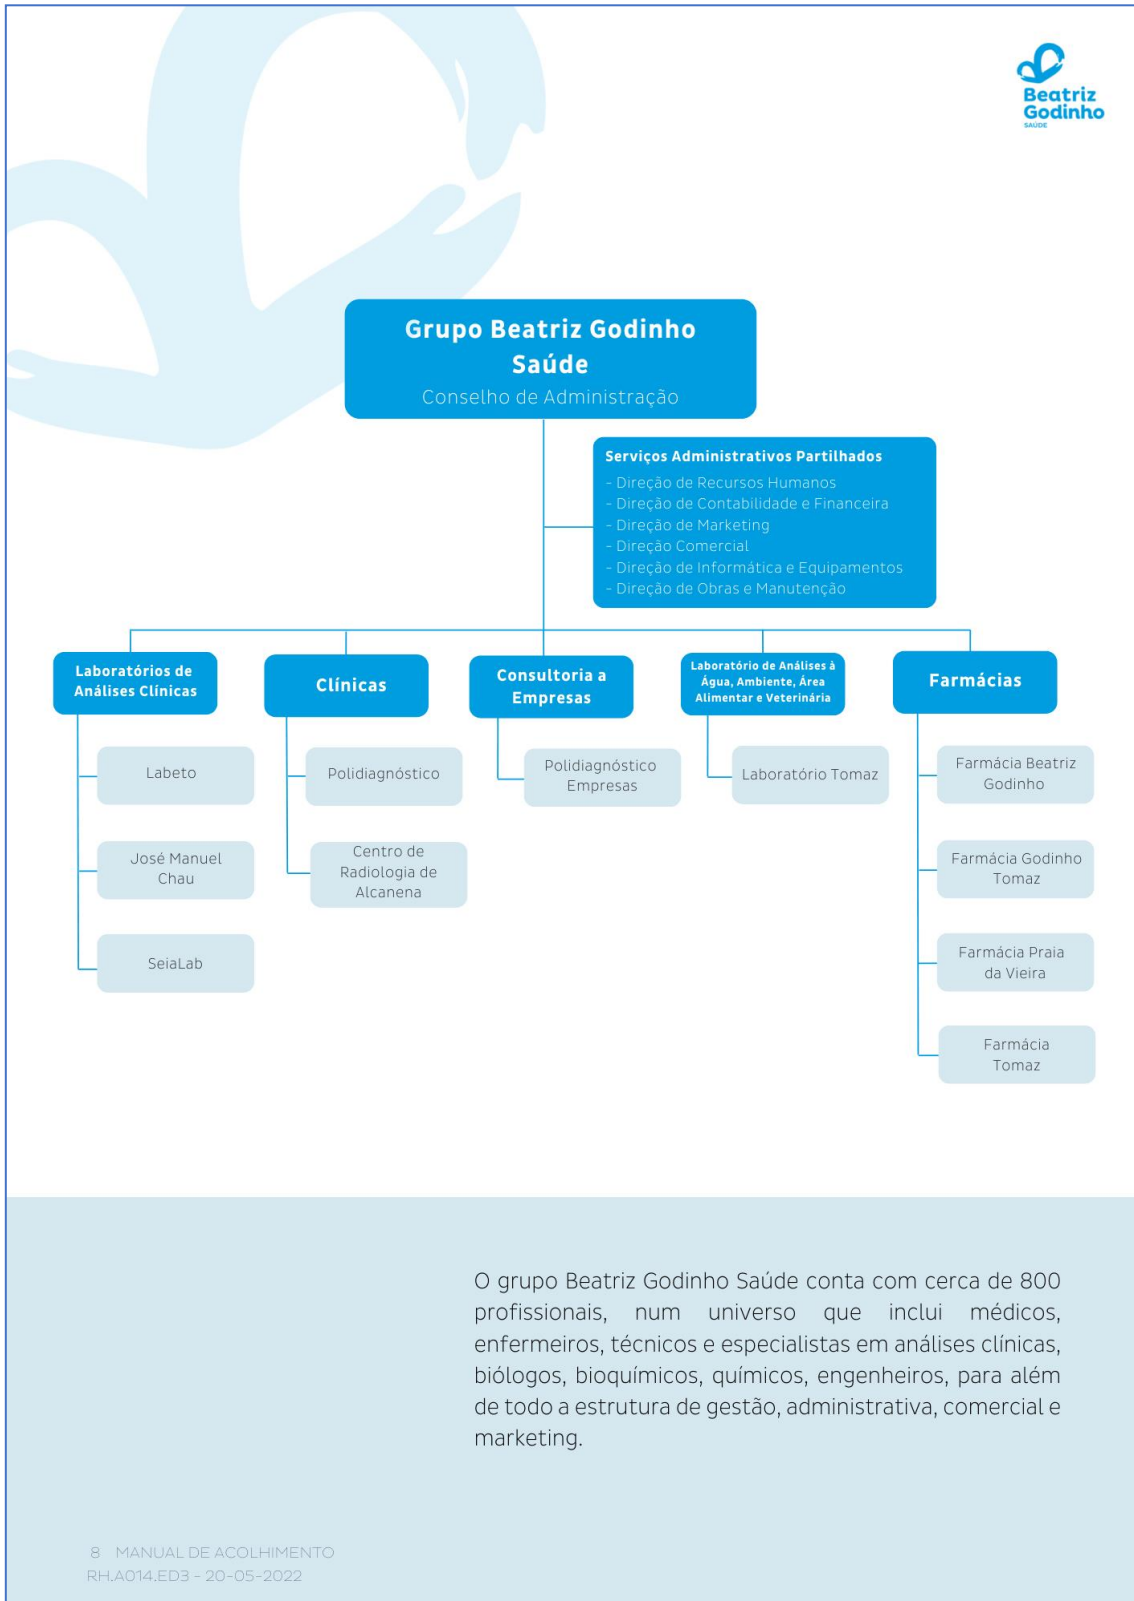 Beatriz
Godinho
SAÚDE
Grupo Beatriz Godinho
Saúde
Conselho de Administração
Serviços Administrativos Partilhados
- Direção de Recursos Humanos
- Direção de Contabilidade e Financeira
- Direção de Marketing
- Direção Comercial
- Direção de Informática e Equipamentos
- Direção de Obras e Manutenção
Laboratórios de
Análises Clínicas
Labeto
José Manuel
Chau
SeiaLab
Clínicas
Polidiagnóstico
Centro de
Radiologia de
Alcanena
Consultoria a
Empresas
Polidiagnóstico
Empresas
Laboratório de Análises à
Água, Ambiente, Área
Alimentar e Veterinária
Laboratório Tomaz
Farmácias
Farmácia Beatriz
Godinho
Farmácia Godinho
Tomaz
Farmácia Praia
da Vieira
Farmácia
Tomaz
O grupo Beatriz Godinho Saúde conta com cerca de 800
profissionais, num universo que inclui médicos,
enfermeiros, técnicos e especialistas em análises clínicas,
biólogos, bioquímicos, químicos, engenheiros, para além
de todo a estrutura de gestão, administrativa, comercial e
marketing.
8 MANUAL DE ACOLHIMENTO
RH.A014.ED3 - 20-05-2022